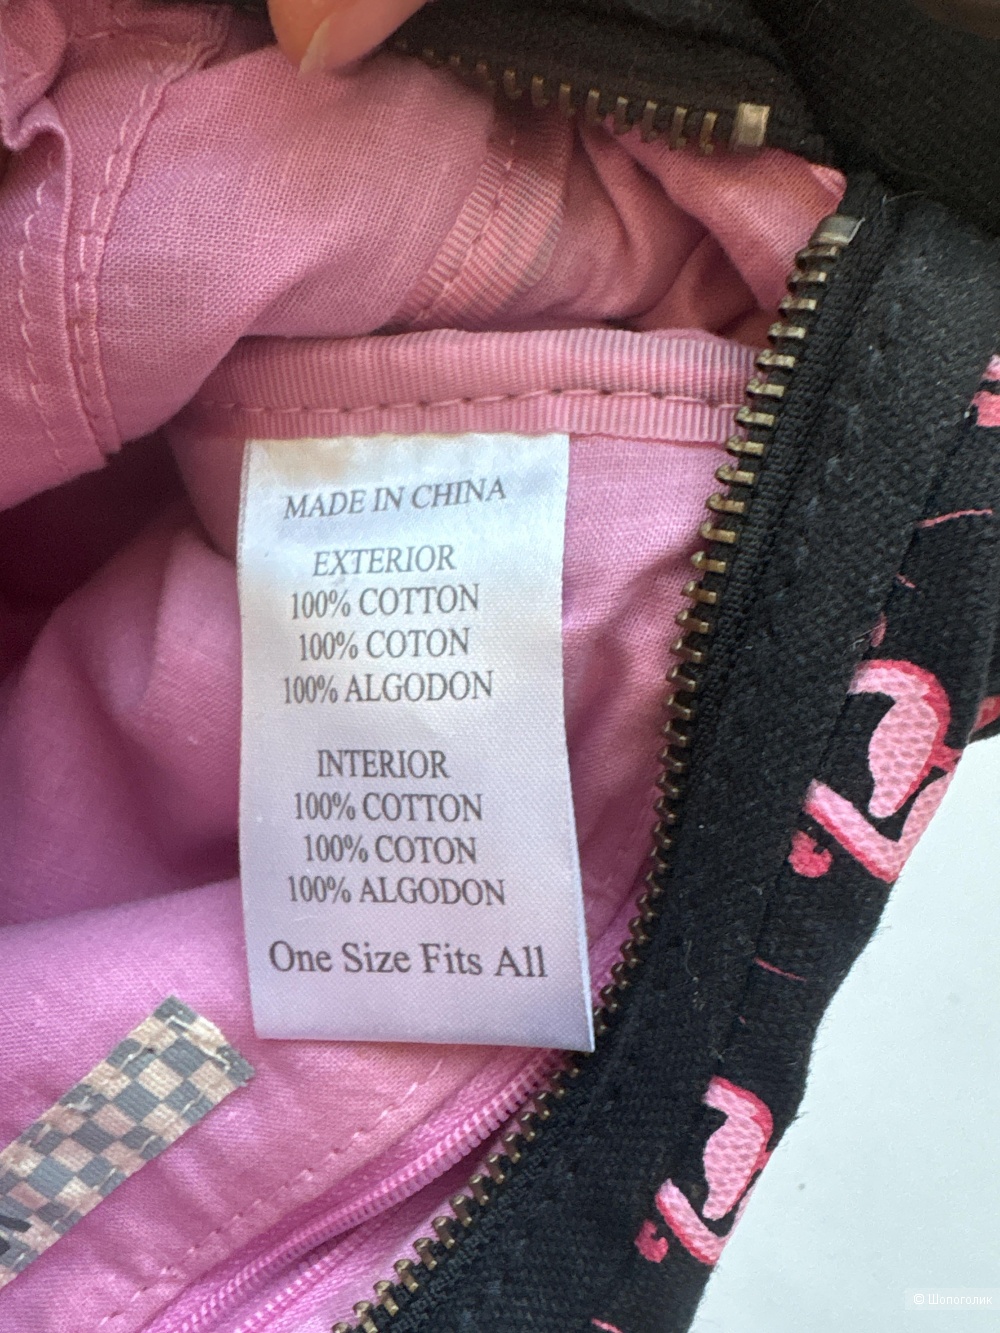 MADE IN CHINA
EXTERIOR
100% COTTON
100% COTON
100% ALGODON
INTERIOR
100% COTTON
100% COTON
100% ALGODON
One Size Fits All
© Шопоголик